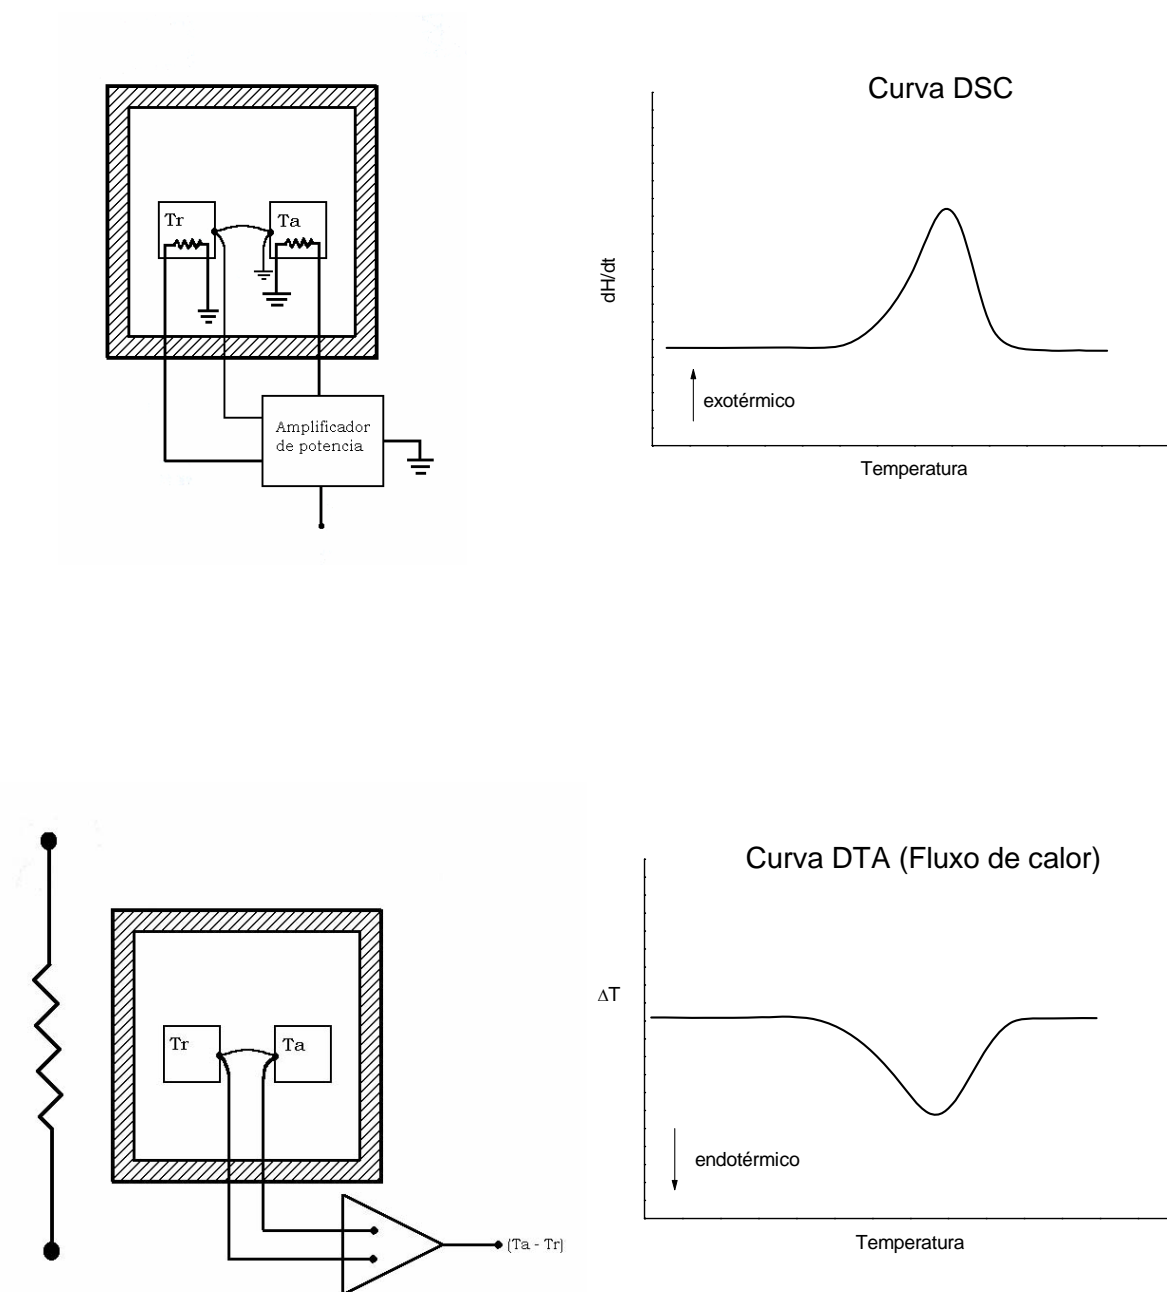 Curva DSC
Tr
Ta
dH/dt
exotérmico
Amplificador
de potencia
Temperatura
Curva DTA (Fluxo de calor)
ΔT
Tr
Ta
endotérmico
(Ta - Tr)
Temperatura